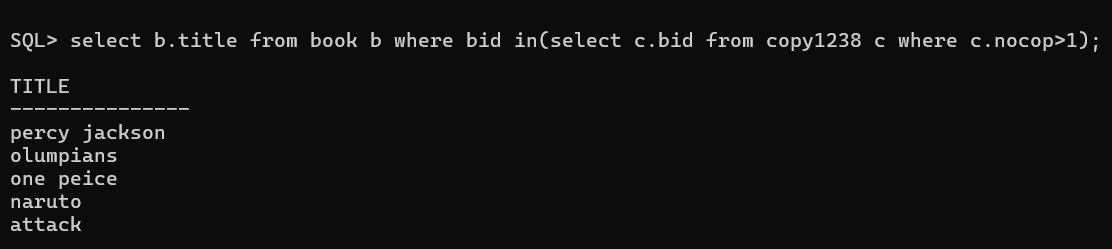 SQL> select b.title from book b where bid in(select c.bid from copy1238 c where c.nocop>1);
TITLE
---------------
percy jackson
olumpians
one peice
naruto
attack